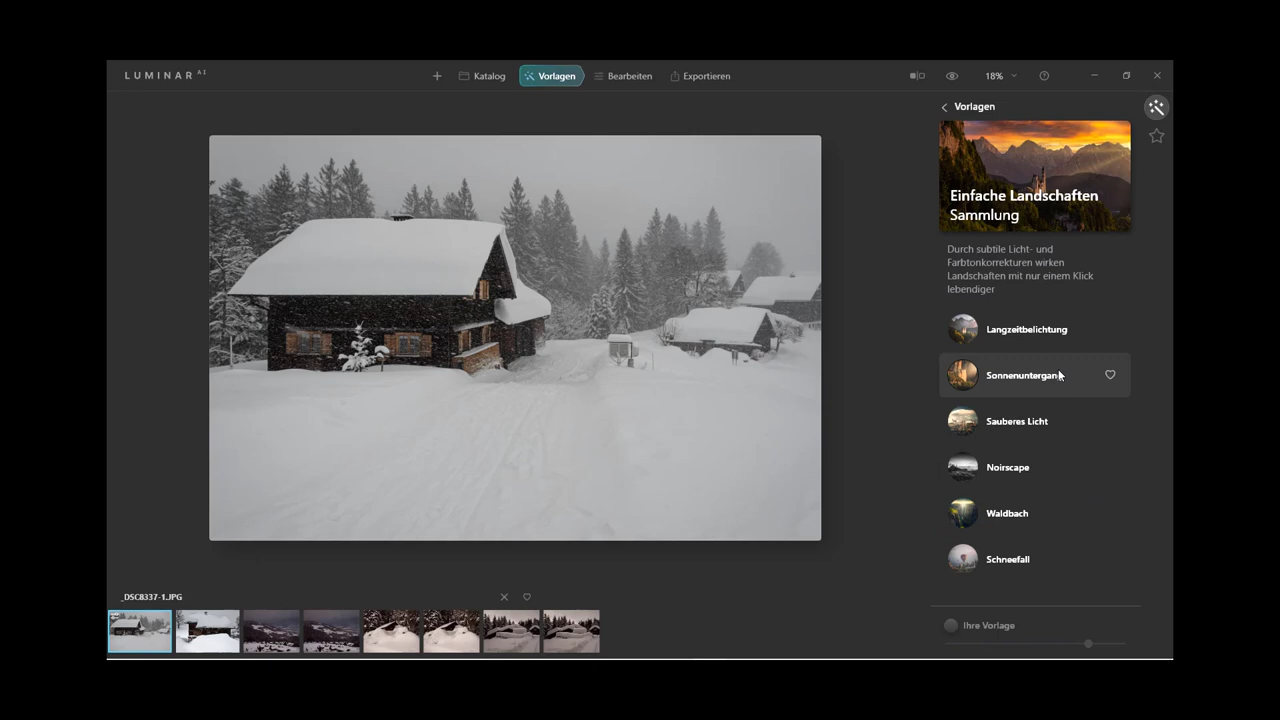 LUMINAR AI
Katalog
Vorlagen
Bearbeiten
Exportieren
18%
Vorlagen
Einfache Landschaften
Sammlung
Durch subtile Licht- und
Farbtonkorrekturen wirken
Landschaften mit nur einem Klick
lebendiger
Langzeitbelichtung
Sonnenuntergang
Sauberes Licht
Noirscape
Waldbach
Schneefall
_DSC8337-1.JPG
Ihre Vorlage